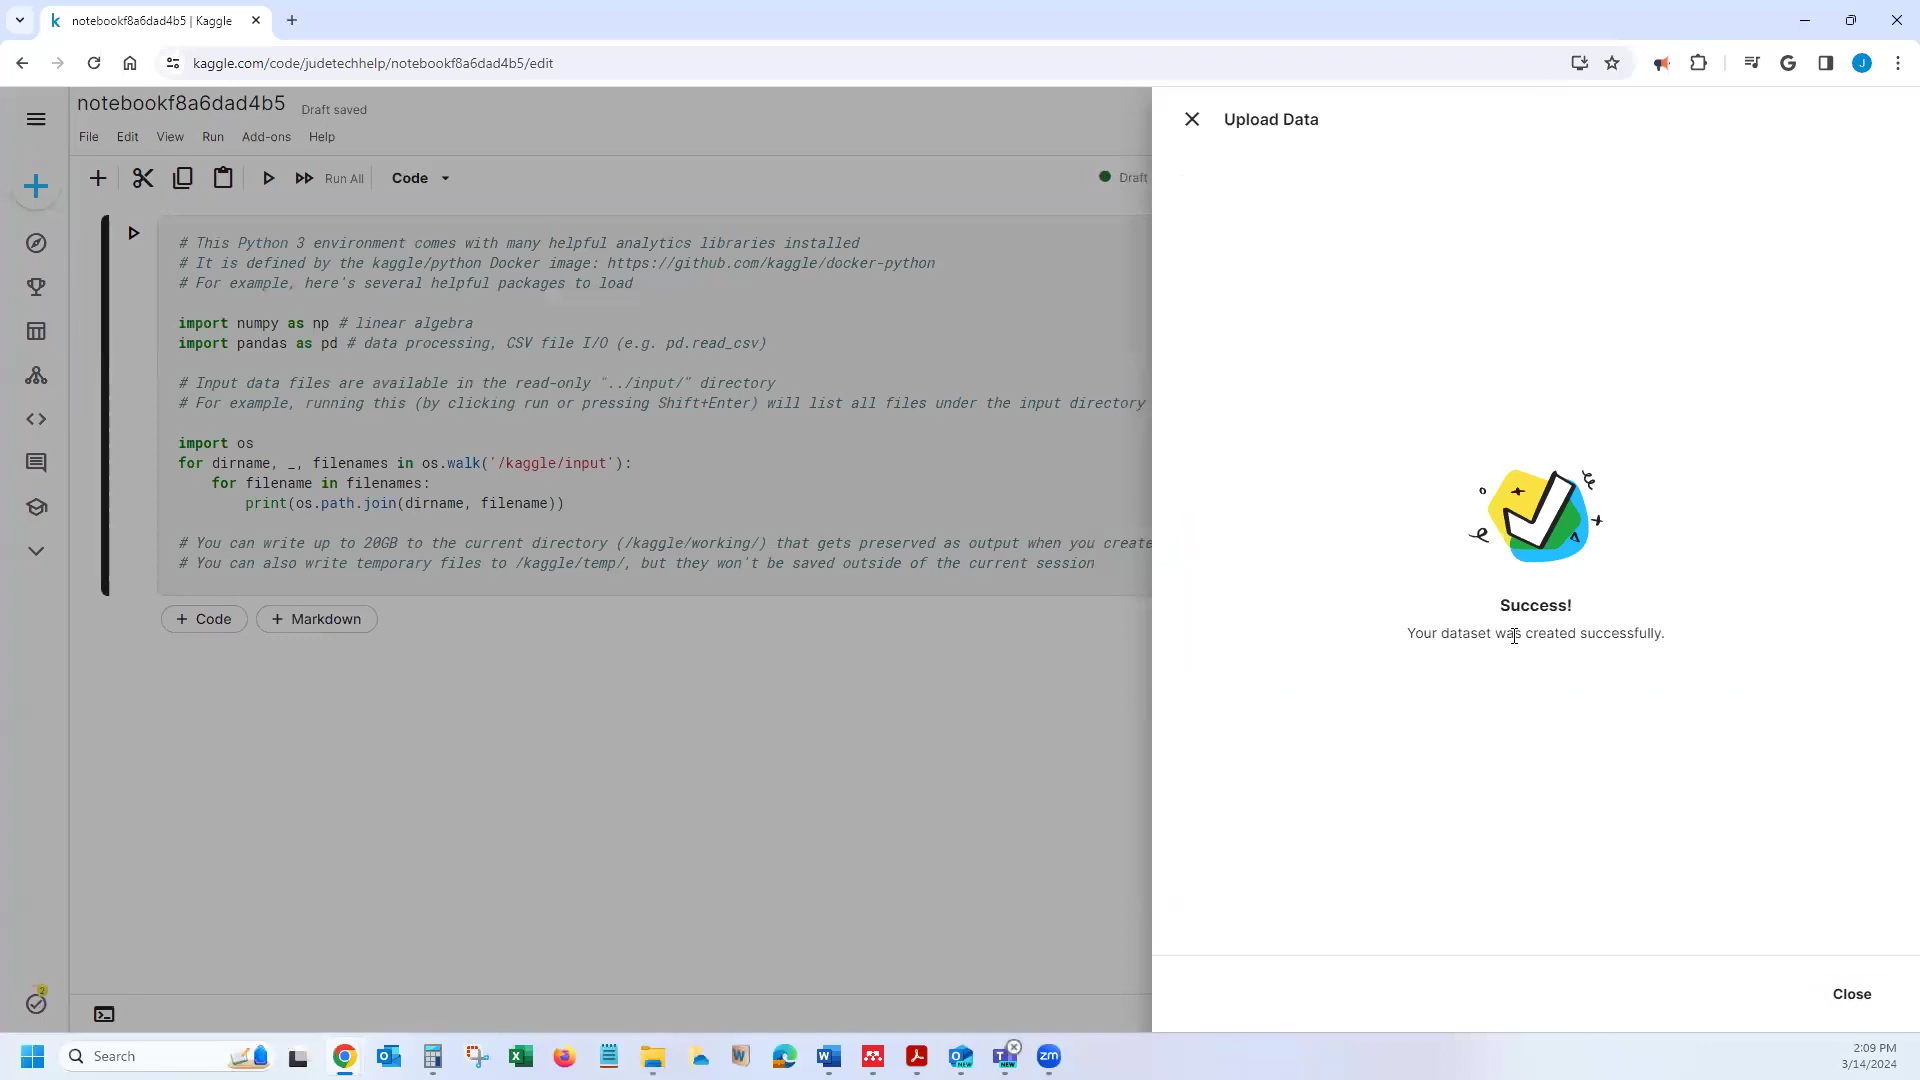 notebookf8a6dad4b5 | Kaggle
kaggle.com/code/judetechhelp/notebookf8a6dad4b5/edit
J
notebookf8a6dad4b5 Draft saved
File Edit View Run Add-ons Help
Run All Code Draft
# This Python 3 environment comes with many helpful analytics libraries installed
# It is defined by the kaggle/python Docker image: https://github.com/kaggle/docker-python
# For example, here's several helpful packages to load
import numpy as np # linear algebra
import pandas as pd # data processing, CSV file I/O (e.g. pd.read_csv)
# Input data files are available in the read-only "../input/" directory
# For example, running this (by clicking run or pressing Shift+Enter) will list all files under the input directory
import os
for dirname, _, filenames in os.walk('/kaggle/input'):
for filename in filenames:
print(os.path.join(dirname, filename))
# You can write up to 20GB to the current directory (/kaggle/working/) that gets preserved as output when you create
# You can also write temporary files to /kaggle/temp/, but they won't be saved outside of the current session
+ Code + Markdown
2
Upload Data
Success!
Your dataset was created successfully.
Close
Search
NEW
NEW
zm
2:09 PM
3/14/2024